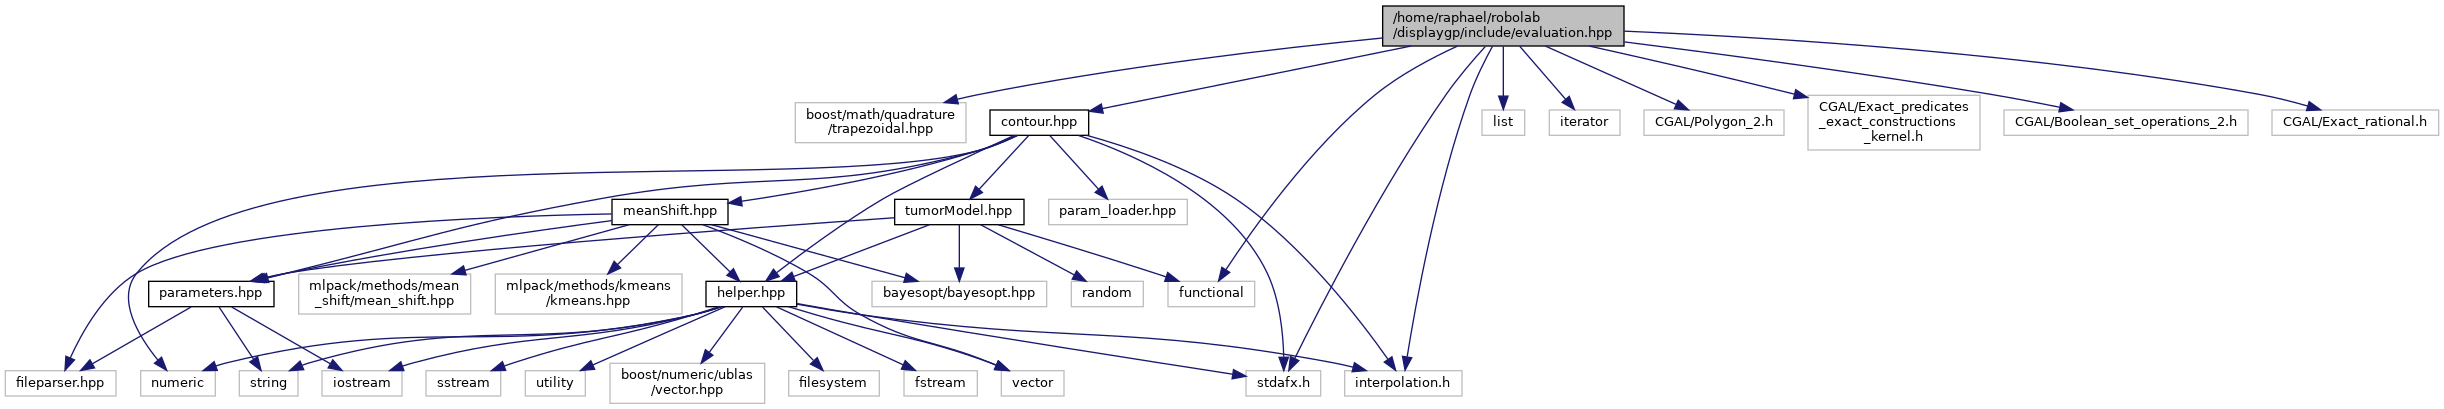 /home/raphael/robolab
/displaygp/include/evaluation.hpp
boost/math/quadrature
/trapezoidal.hpp
contour.hpp
list
iterator
CGAL/Polygon_2.h
CGAL/Exact_predicates
_exact_constructions
_kernel.h
CGAL/Boolean_set_operations_2.h
CGAL/Exact_rational.h
meanShift.hpp
tumorModel.hpp
param_loader.hpp
parameters.hpp
mlpack/methods/mean
_shift/mean_shift.hpp
mlpack/methods/kmeans
/kmeans.hpp
helper.hpp
bayesopt/bayesopt.hpp
random
functional
fileparser.hpp
numeric
string
iostream
sstream
utility
boost/numeric/ublas
/vector.hpp
filesystem
fstream
vector
stdafx.h
interpolation.h